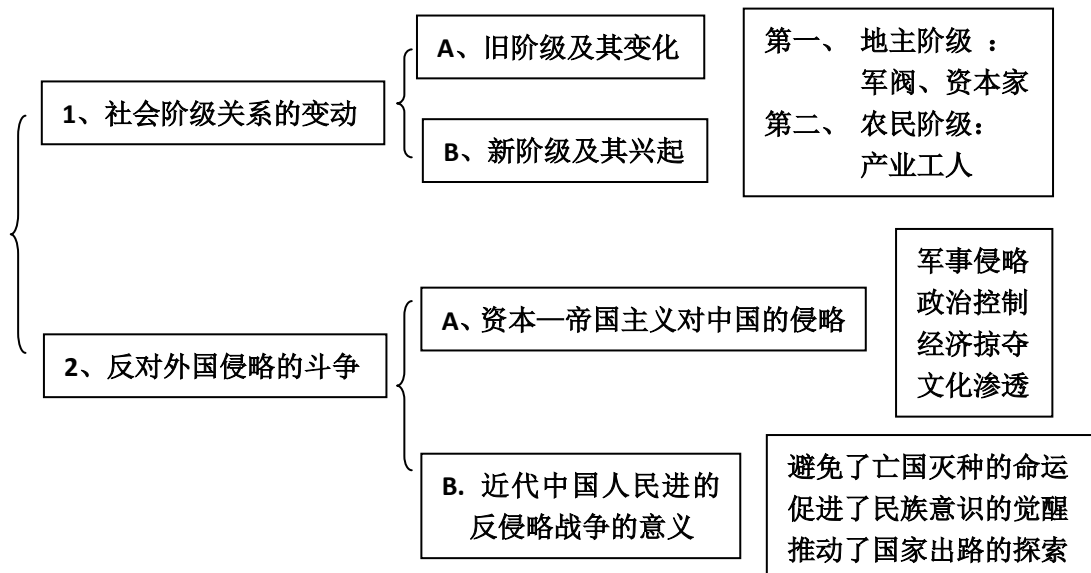 1、社会阶级关系的变动
A、旧阶级及其变化
B、新阶级及其兴起
第一、 地主阶级 ：
军阀、资本家
第二、 农民阶级：
产业工人
2、反对外国侵略的斗争
A、资本—帝国主义对中国的侵略
军事侵略
政治控制
经济掠夺
文化渗透
B. 近代中国人民进的
反侵略战争的意义
避免了亡国灭种的命运
促进了民族意识的觉醒
推动了国家出路的探索